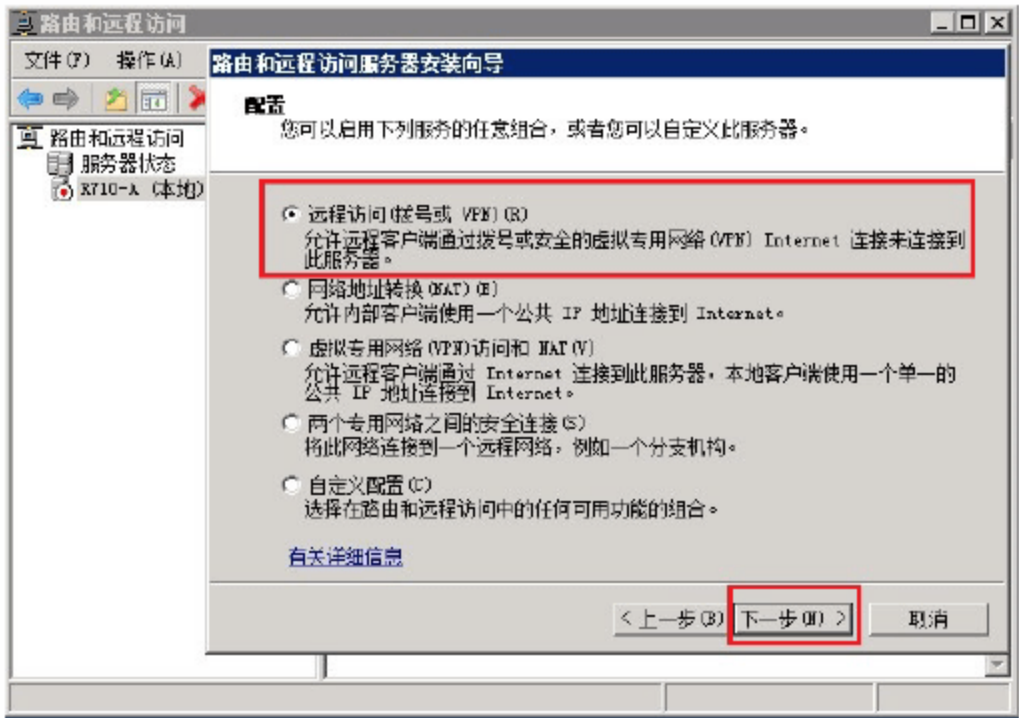 路由和远程访问
文件(F) 操作(A)
路由和远程访问服务器安装向导
配置
您可以启用下列服务的任意组合，或者您可以自定义此服务器。
路由和远程访问
服务器状态
R710-A (本地)
远程访问(拨号或 VPN)(R)
允许远程客户端通过拨号或安全的虚拟专用网络(VPN) Internet 连接来连接到
此服务器。
网络地址转换(NAT)(E)
允许内部客户端使用一个公共 IP 地址连接到 Internet。
虚拟专用网络(VPN)访问和 NAT(V)
允许远程客户端通过 Internet 连接到此服务器，本地客户端使用一个单一的
公共 IP 地址连接到 Internet。
两个专用网络之间的安全连接(S)
将此网络连接到一个远程网络，例如一个分支机构。
自定义配置(C)
选择在路由和远程访问中的任何可用功能的组合。
有关详细信息
< 上一步(B) 下一步(N) > 取消